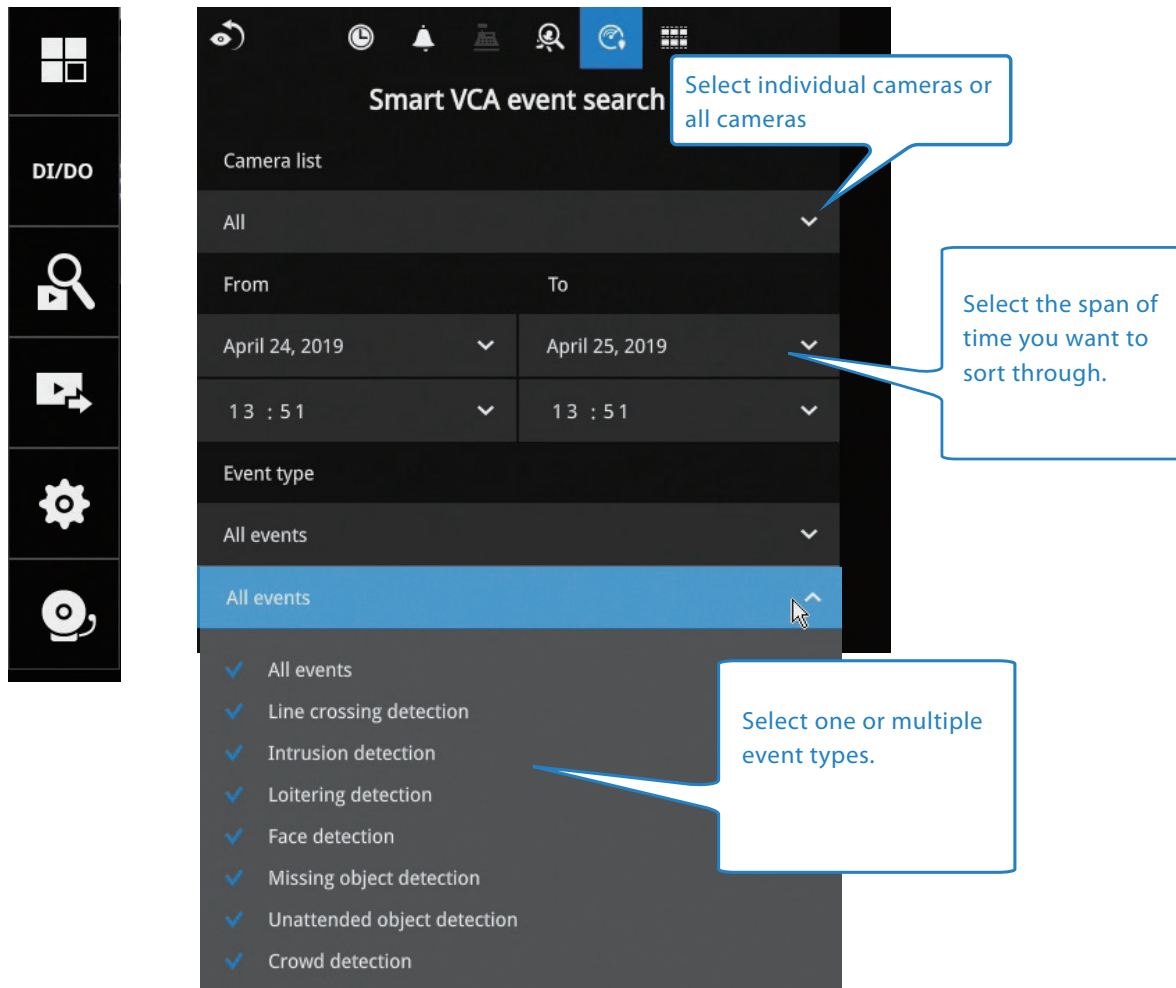 DI/DO
Smart VCA event search
Select individual cameras or
all cameras
Camera list
All
From
To
April 24, 2019
April 25, 2019
13 :51
13 :51
Select the span of
time you want to
sort through.
Event type
All events
All events
All events
Line crossing detection
Intrusion detection
Loitering detection
Face detection
Missing object detection
Unattended object detection
Crowd detection
Select one or multiple
event types.